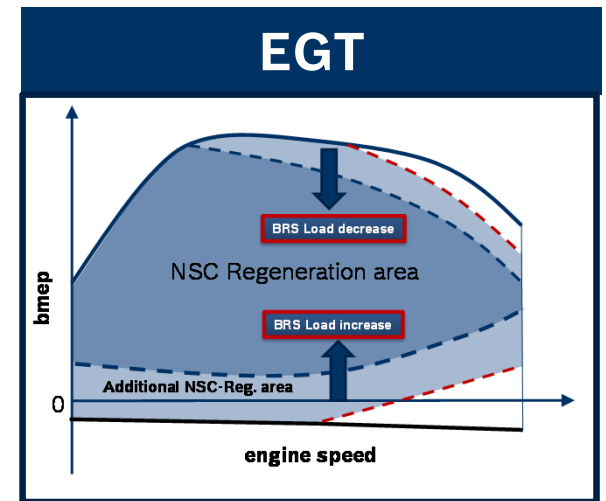 EGT
BRS Load decrease
NSC Regeneration area
bmep
BRS Load increase
Additional NSC-Reg. area
0
engine speed